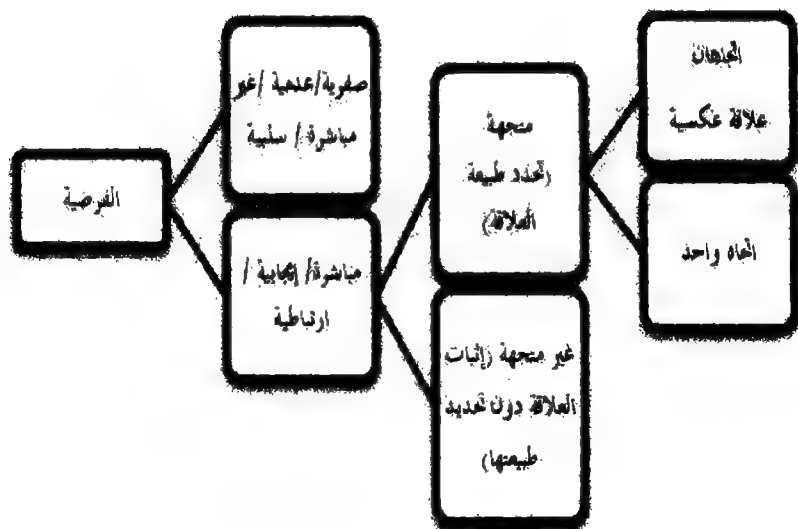 الفرضية
صفرية/عدمية /غير
مباشرة / سلبية
مباشرة/ إيجابية /
ارتباطية
متجهة
(تحدد طبيعة
العلاقة)
غير متجهة (إثبات
العلاقة دون تحديد
طبيعتها)
اتجاهان
علاقة عكسية
اتجاه واحد